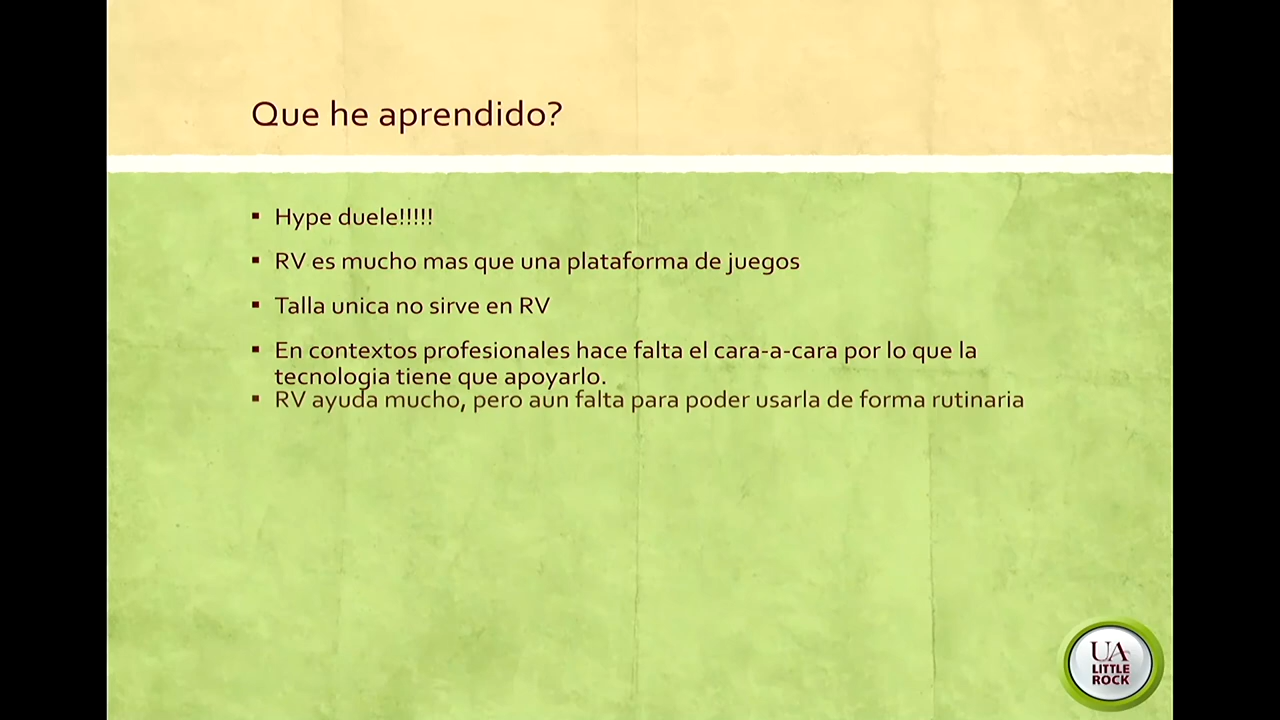 Que he aprendido?
▪ Hype duele!!!!!
▪ RV es mucho mas que una plataforma de juegos
▪ Talla unica no sirve en RV
▪ En contextos profesionales hace falta el cara-a-cara por lo que la
tecnologia tiene que apoyarlo.
▪ RV ayuda mucho, pero aun falta para poder usarla de forma rutinaria
UA
LITTLE
ROCK